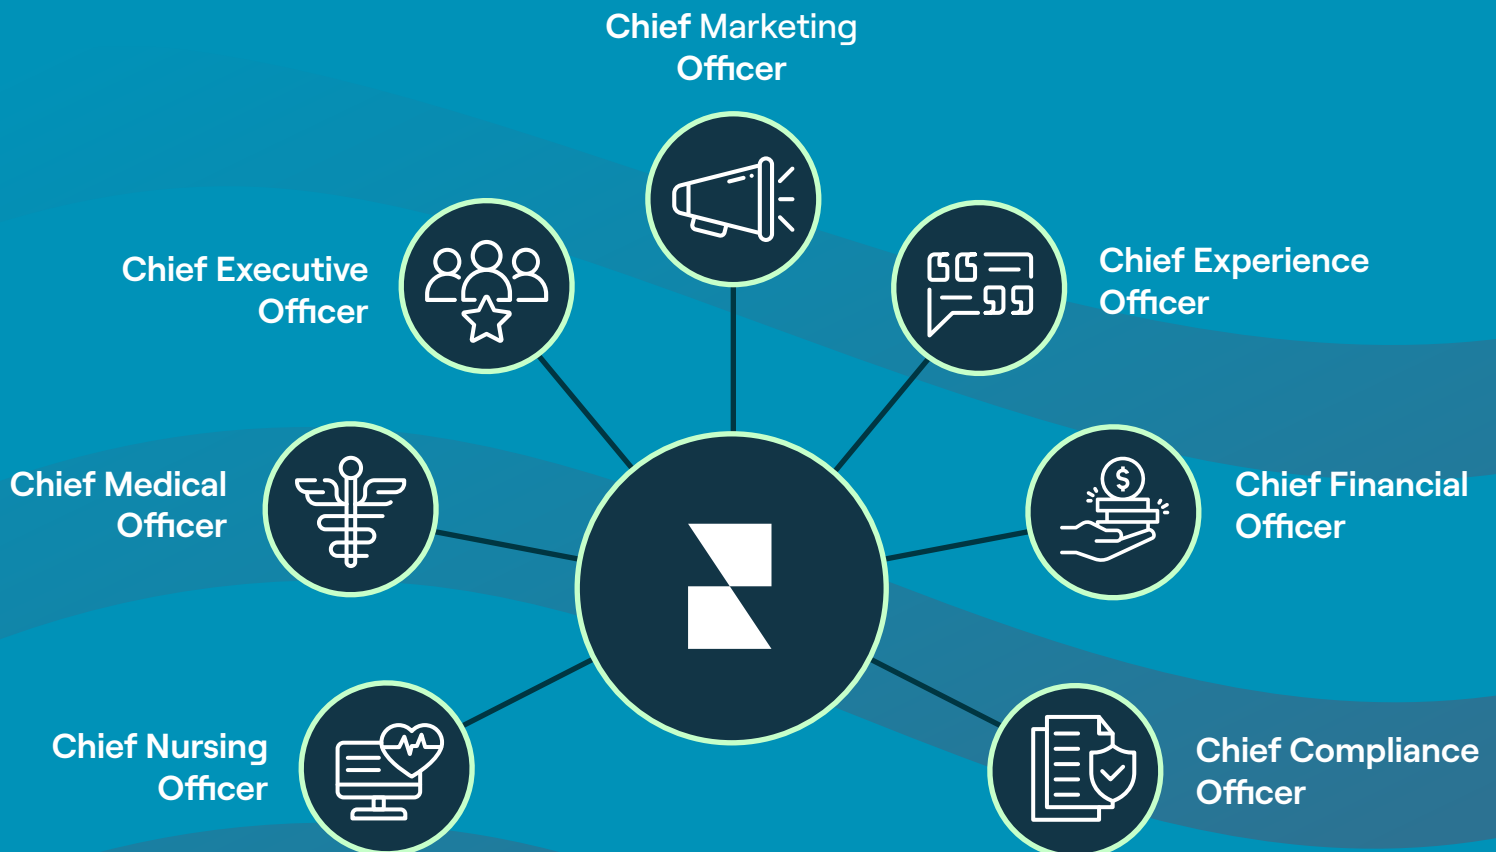 Chief Marketing
Officer
Chief Executive
Officer
Chief Experience
Officer
Chief Medical
Officer
$
Chief Financial
Officer
Chief Nursing
Officer
Chief Compliance
Officer